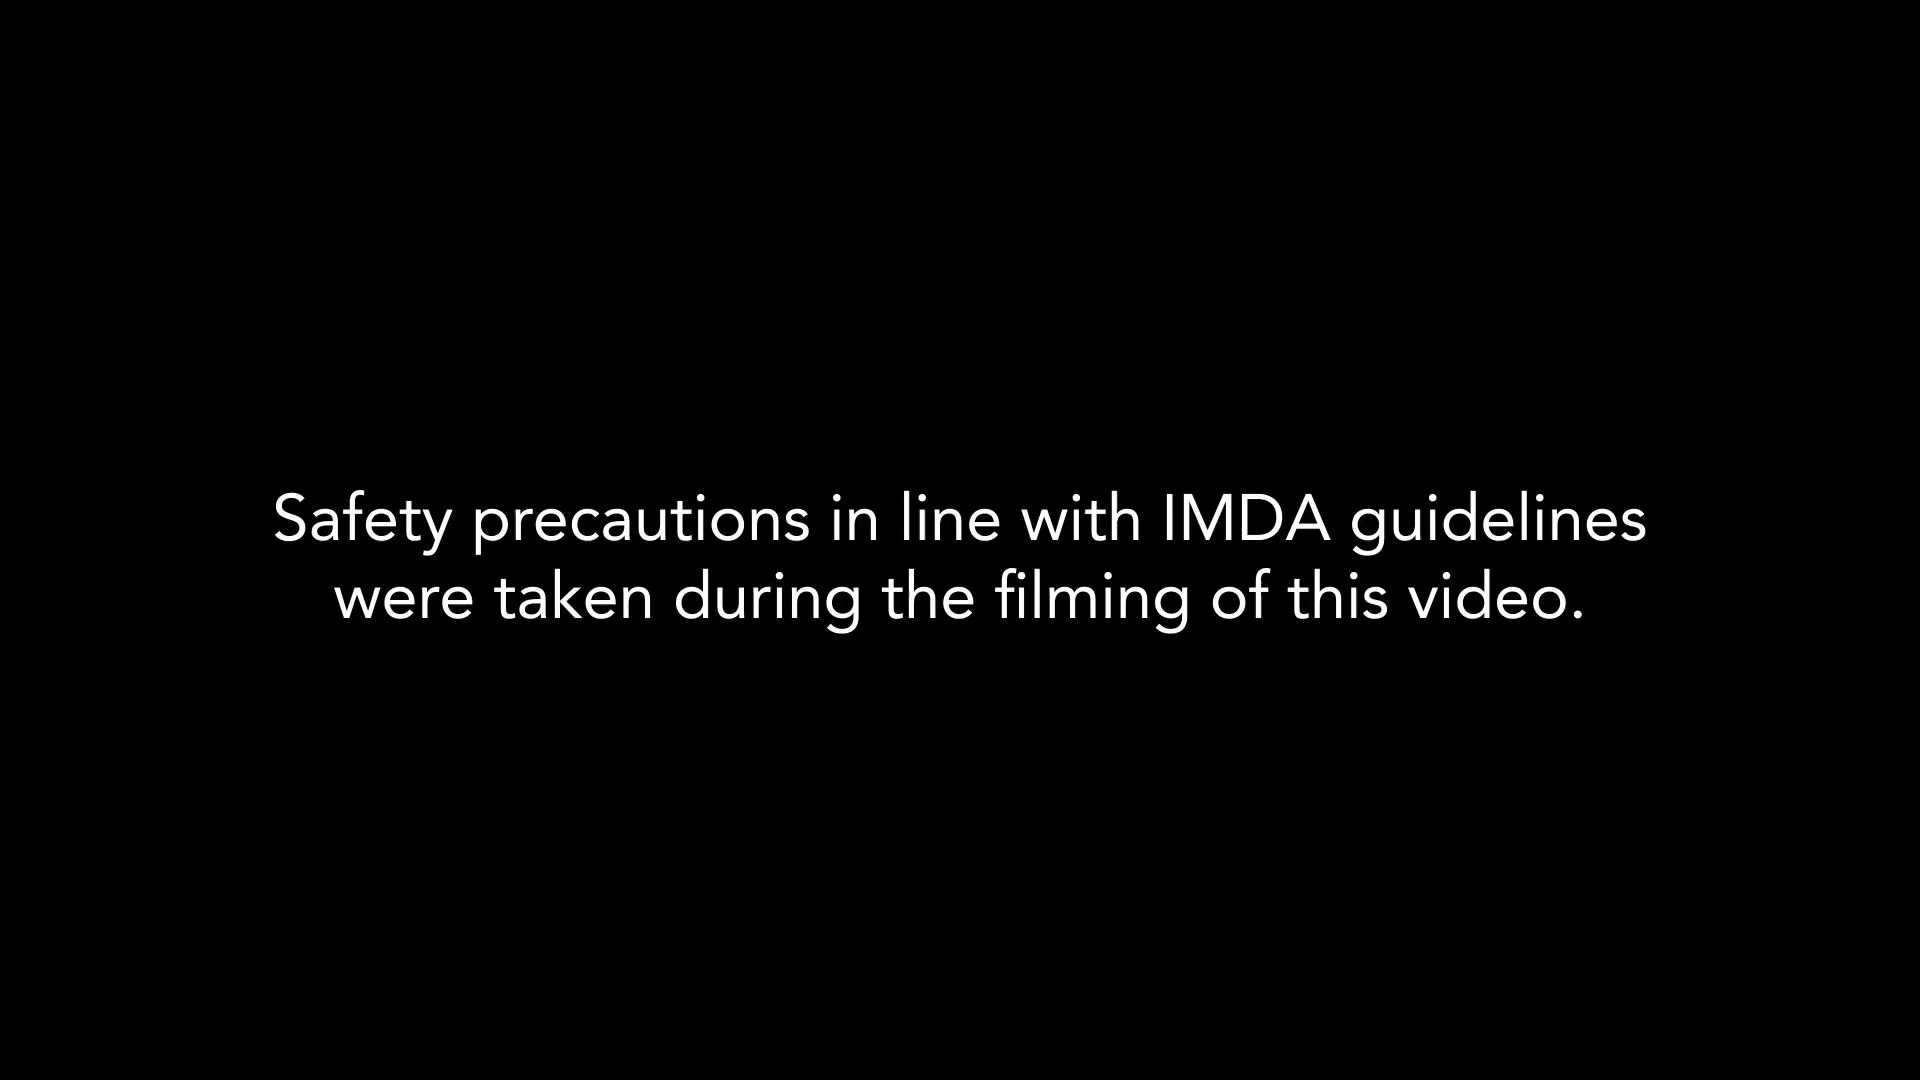 Safety precautions in line with IMDA guidelines
were taken during the filming of this video.